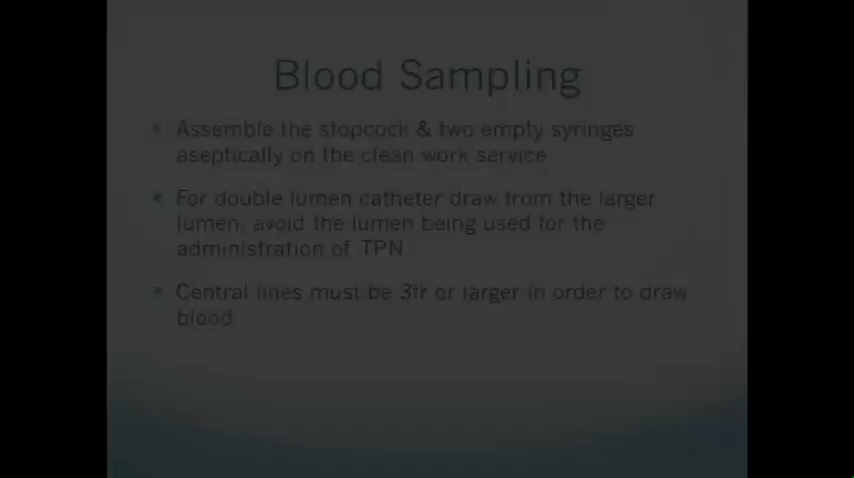 Blood Sampling
• Assemble the stopcock & two empty syringes
aseptically on the clean work service
• For double lumen catheter draw from the larger
lumen, avoid the lumen being used for the
administration of TPN
• Central lines must be 3fr or larger in order to draw
blood